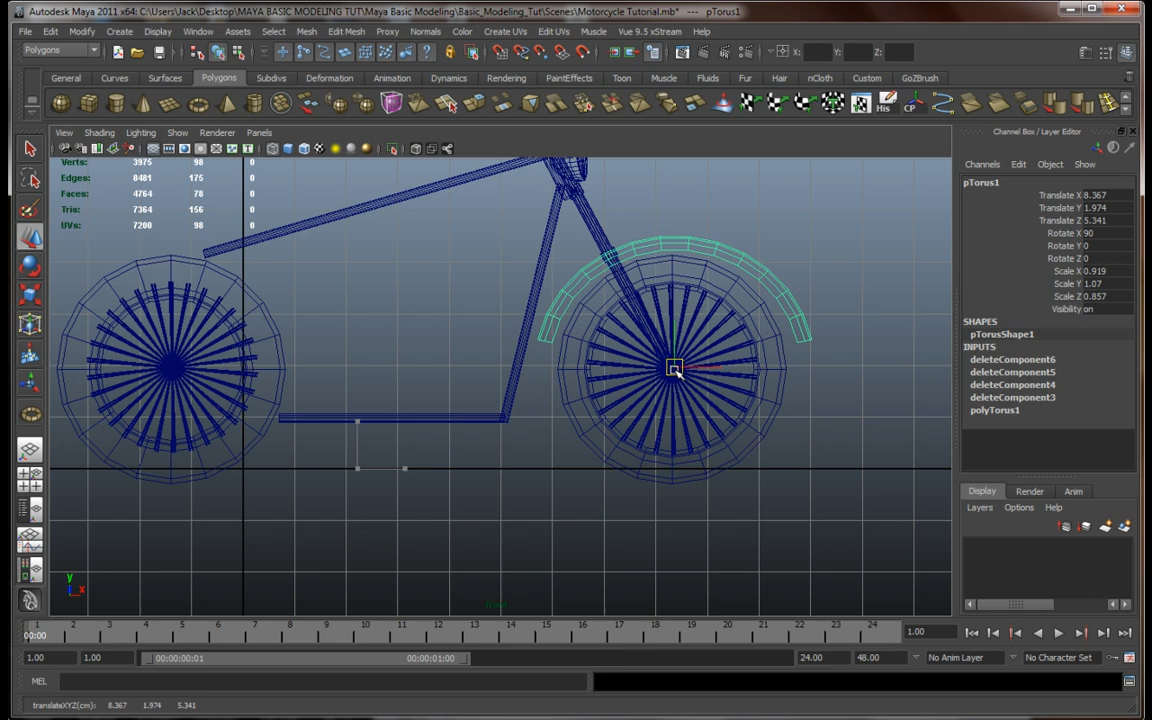 Autodesk Maya 2011 x64: C:\Users\Jack\Desktop\MAYA BASIC MODELING TUT\Maya Basic Modeling\Basic_Modeling_Tut\Scenes\Motorcycle Tutorial.mb* --- pTorus1
File Edit Modify Create Display Window Assets Select Mesh Edit Mesh Proxy Normals Color Create UVs Edit UVs Muscle Vue 9.5 xStream Help
Polygons X: Y: Z:
General Curves Surfaces Polygons Subdivs Deformation Animation Dynamics Rendering PaintEffects Toon Muscle Fluids Fur Hair nCloth Custom GoZBrush
Hist CP
View Shading Lighting Show Renderer Panels
Verts: 3975 98 0
Edges: 8481 175 0
Faces: 4764 78 0
Tris: 7364 156 0
UVs: 7200 98 0
y
x
Channel Box / Layer Editor
Channels Edit Object Show
pTorus1
Translate X 8.367
Translate Y 1.974
Translate Z 5.341
Rotate X 90
Rotate Y 0
Rotate Z 0
Scale X 0.919
Scale Y 1.07
Scale Z 0.857
Visibility on
SHAPES
pTorusShape1
INPUTS
deleteComponent6
deleteComponent5
deleteComponent4
deleteComponent3
polyTorus1
Display Render Anim
Layers Options Help
1 2 3 4 5 6 7 8 9 10 11 12 13 14 15 16 17 18 19 20 21 22 23 24
00:00 1.00
1.00 1.00 00:00:00:01 00:00:01:00 24.00 48.00 No Anim Layer No Character Set
MEL
translateXYZ(cm): 8.367 1.974 5.341